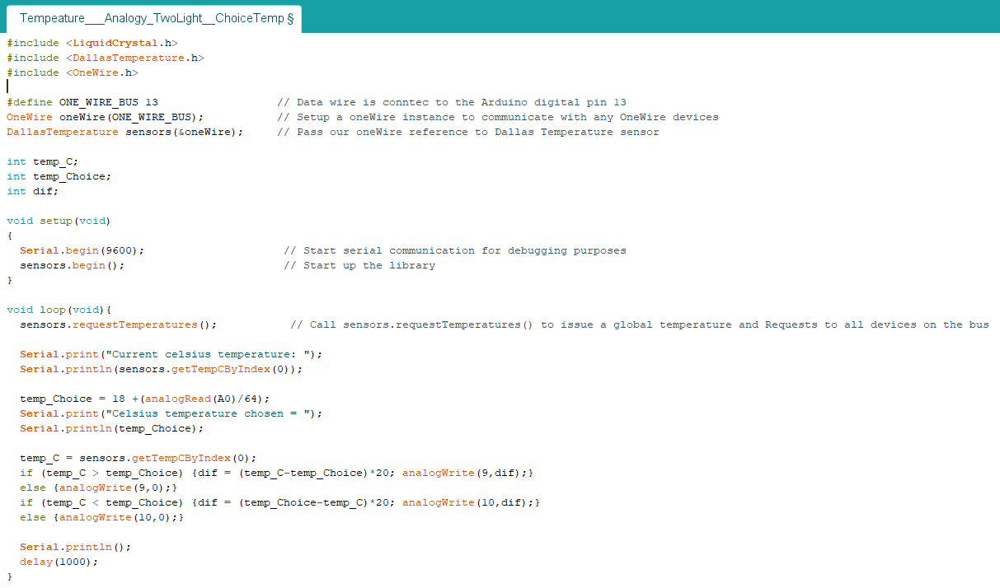 Tempeature___Analogy_TwoLight__ChoiceTemp §
#include <LiquidCrystal.h>
#include <DallasTemperature.h>
#include <OneWire.h>
#define ONE_WIRE_BUS 13 // Data wire is conntec to the Arduino digital pin 13
OneWire oneWire(ONE_WIRE_BUS); // Setup a oneWire instance to communicate with any OneWire devices
DallasTemperature sensors(&oneWire); // Pass our oneWire reference to Dallas Temperature sensor
int temp_C;
int temp_Choice;
int dif;
void setup(void)
{
Serial.begin(9600); // Start serial communication for debugging purposes
sensors.begin(); // Start up the library
}
void loop(void){
sensors.requestTemperatures(); // Call sensors.requestTemperatures() to issue a global temperature and Requests to all devices on the bus
Serial.print("Current celsius temperature: ");
Serial.println(sensors.getTempCByIndex(0));
temp_Choice = 18 +(analogRead(A0)/64);
Serial.print("Celsius temperature chosen = ");
Serial.println(temp_Choice);
temp_C = sensors.getTempCByIndex(0);
if (temp_C > temp_Choice) {dif = (temp_C-temp_Choice)*20; analogWrite(9,dif);}
else {analogWrite(9,0);}
if (temp_C < temp_Choice) {dif = (temp_Choice-temp_C)*20; analogWrite(10,dif);}
else {analogWrite(10,0);}
Serial.println();
delay(1000);
}